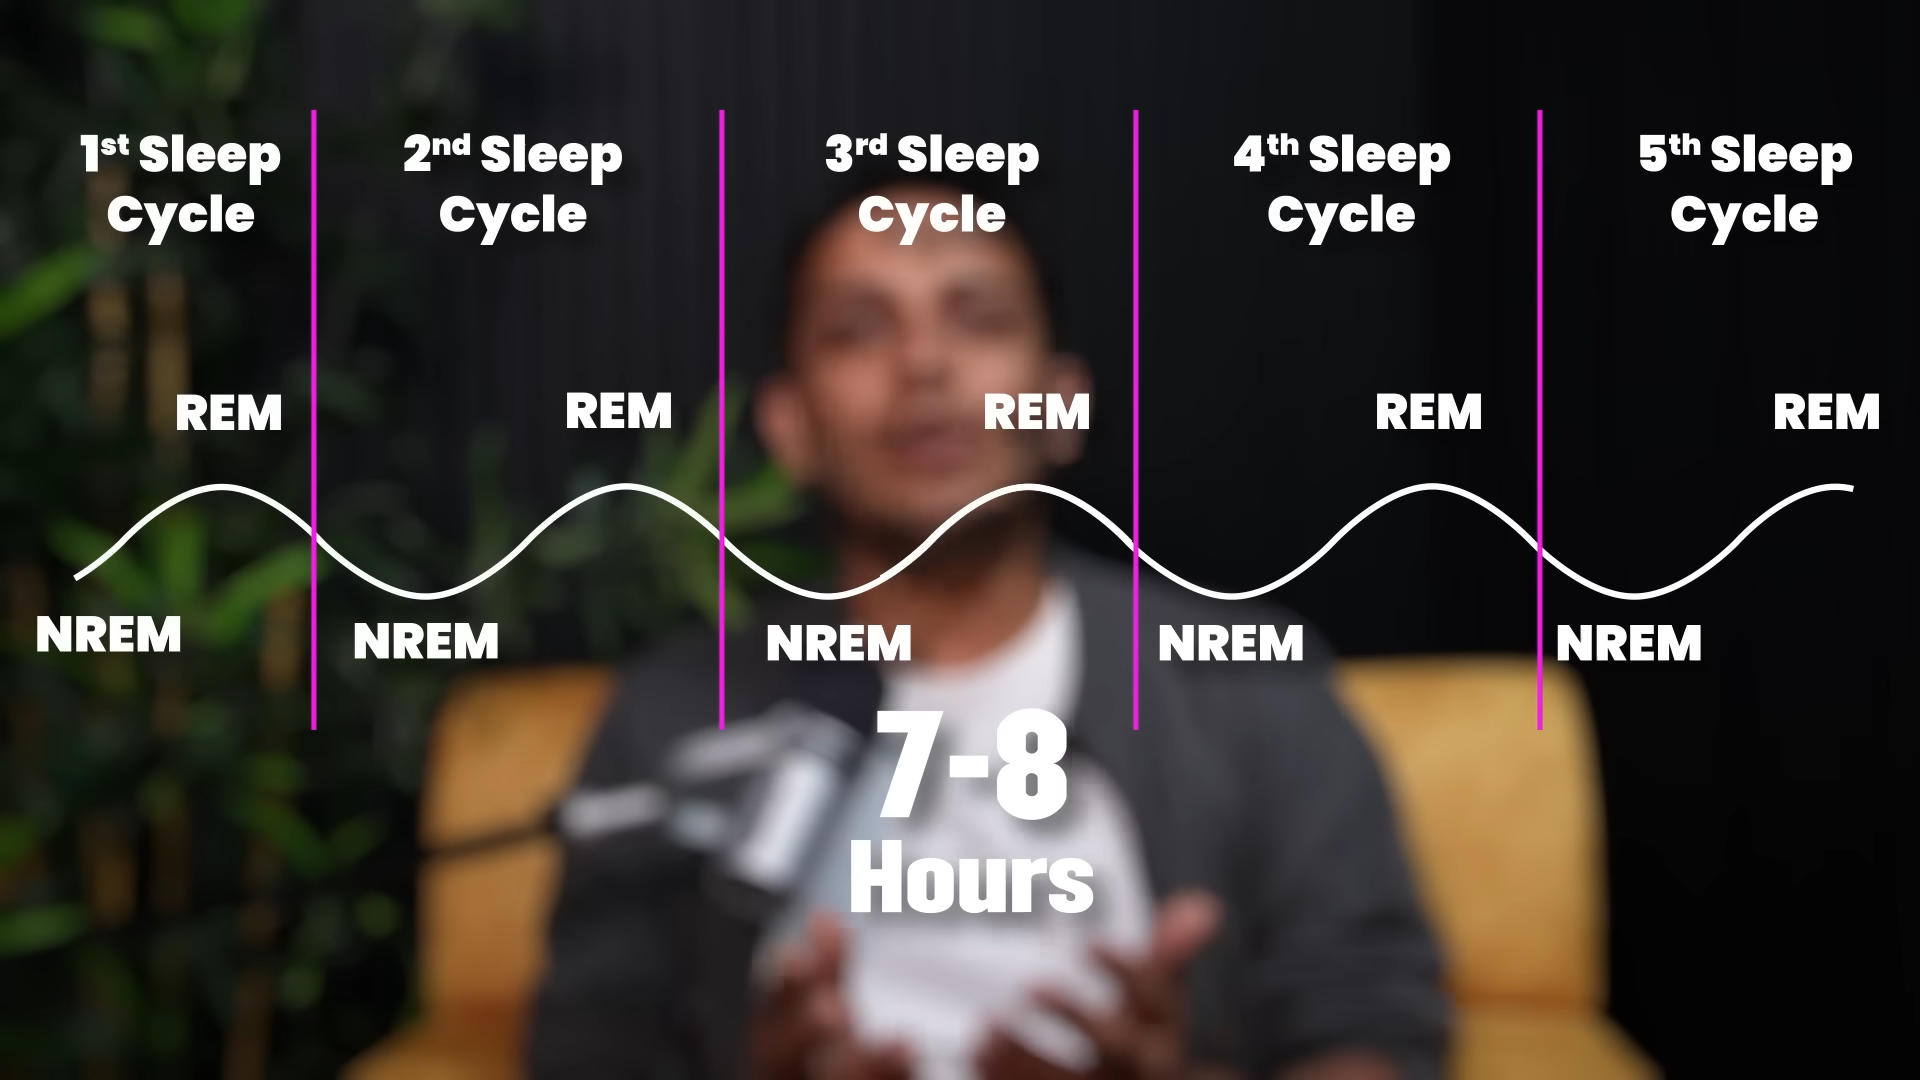 1st Sleep
Cycle
2nd Sleep
Cycle
3rd Sleep
Cycle
4th Sleep
Cycle
5th Sleep
Cycle
REM
REM
REM
REM
REM
NREM
NREM
NREM
NREM
NREM
7-8
Hours